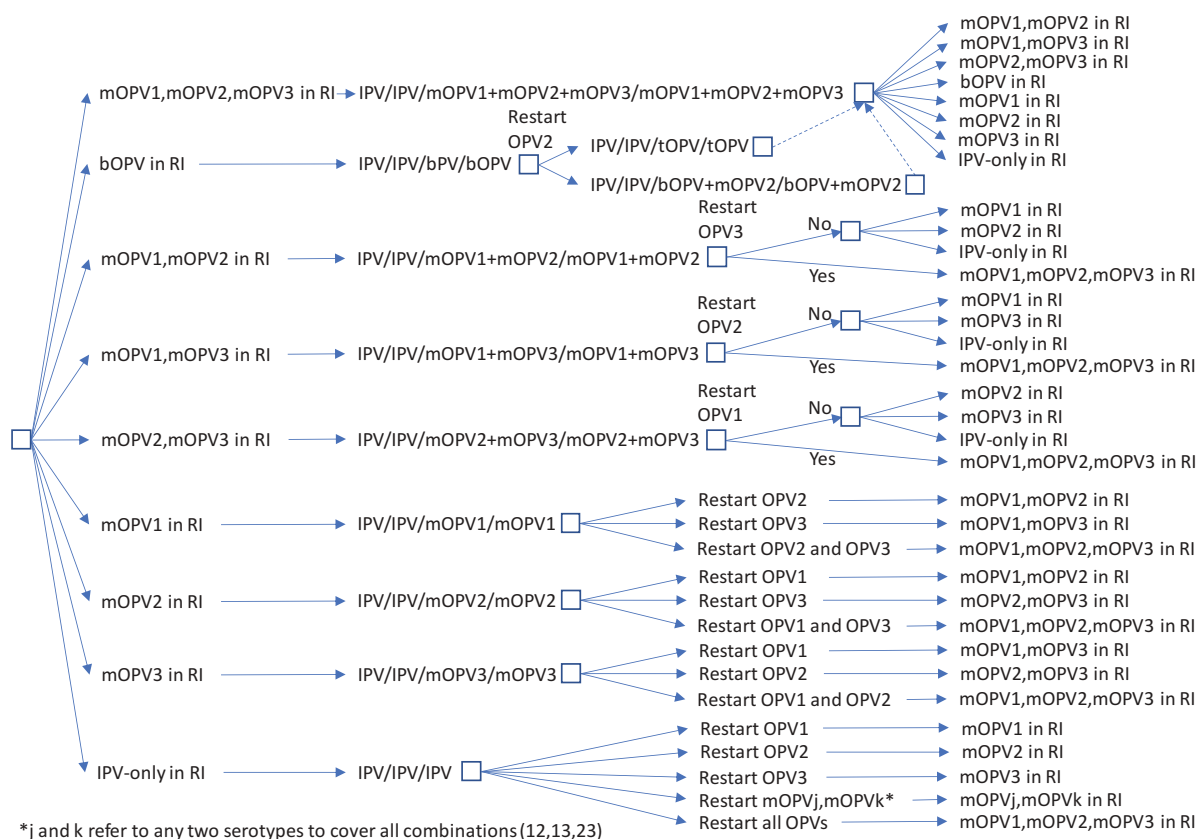 mOPV1,mOPV2 in RI
mOPV1,mOPV3 in RI
mOPV2,mOPV3 in RI
mOPV1,mOPV2,mOPV3 in RI
IPV/IPV/mOPV1+mOPV2+mOPV3/mOPV1+mOPV2+mOPV3
bOPV in RI
mOPV1 in RI
mOPV2 in RI
mOPV3 in RI
IPV-only in RI
Restart
OPV2
bOPV in RI
IPV/IPV/bPV/bOPV
IPV/IPV/tOPV/tOPV
IPV/IPV/bOPV+mOPV2/bOPV+mOPV2
Restart
OPV3
mOPV1,mOPV2 in RI
IPV/IPV/mOPV1+mOPV2/mOPV1+mOPV2
No
mOPV1 in RI
mOPV2 in RI
IPV-only in RI
Yes
mOPV1,mOPV2,mOPV3 in RI
Restart
OPV2
mOPV1,mOPV3 in RI
IPV/IPV/mOPV1+mOPV3/mOPV1+mOPV3
No
mOPV1 in RI
mOPV3 in RI
IPV-only in RI
Yes
mOPV1,mOPV2,mOPV3 in RI
Restart
OPV1
mOPV2,mOPV3 in RI
IPV/IPV/mOPV2+mOPV3/mOPV2+mOPV3
No
mOPV2 in RI
mOPV3 in RI
IPV-only in RI
Yes
mOPV1,mOPV2,mOPV3 in RI
mOPV1 in RI
IPV/IPV/mOPV1/mOPV1
Restart OPV2
mOPV1,mOPV2 in RI
Restart OPV3
mOPV1,mOPV3 in RI
Restart OPV2 and OPV3
mOPV1,mOPV2,mOPV3 in RI
mOPV2 in RI
IPV/IPV/mOPV2/mOPV2
Restart OPV1
mOPV1,mOPV2 in RI
Restart OPV3
mOPV2,mOPV3 in RI
Restart OPV1 and OPV3
mOPV1,mOPV2,mOPV3 in RI
mOPV3 in RI
IPV/IPV/mOPV3/mOPV3
Restart OPV1
mOPV1,mOPV3 in RI
Restart OPV2
mOPV2,mOPV3 in RI
Restart OPV1 and OPV2
mOPV1,mOPV2,mOPV3 in RI
IPV-only in RI
IPV/IPV/IPV
Restart OPV1
mOPV1 in RI
Restart OPV2
mOPV2 in RI
Restart OPV3
mOPV3 in RI
Restart mOPVj,mOPVk*
mOPVj,mOPVk in RI
Restart all OPVs
mOPV1,mOPV2,mOPV3 in RI
*j and k refer to any two serotypes to cover all combinations (12,13,23)